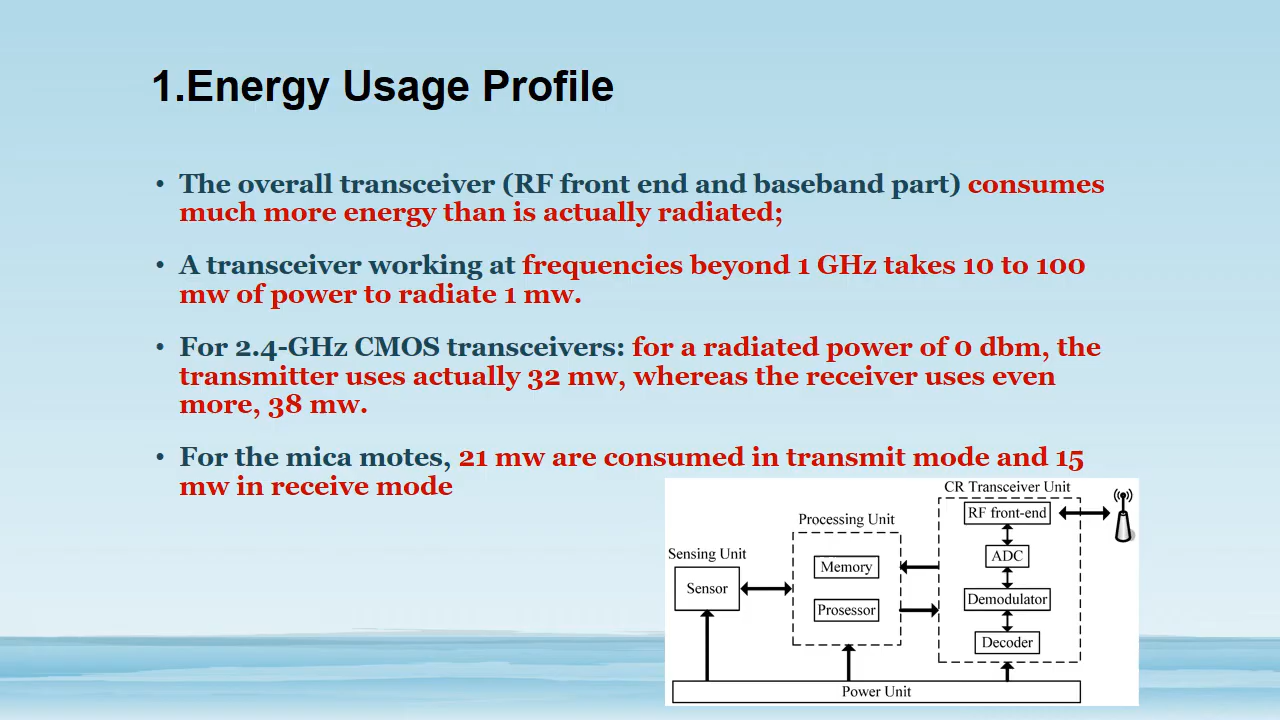 1.Energy Usage Profile
• The overall transceiver (RF front end and baseband part) consumes
much more energy than is actually radiated;
• A transceiver working at frequencies beyond 1 GHz takes 10 to 100
mw of power to radiate 1 mw.
• For 2.4-GHz CMOS transceivers: for a radiated power of 0 dbm, the
transmitter uses actually 32 mw, whereas the receiver uses even
more, 38 mw.
• For the mica motes, 21 mw are consumed in transmit mode and 15
mw in receive mode
CR Transceiver Unit
RF front-end
Processing Unit
Sensing Unit
ADC
Memory
Sensor
Demodulator
Prosessor
Decoder
Power Unit